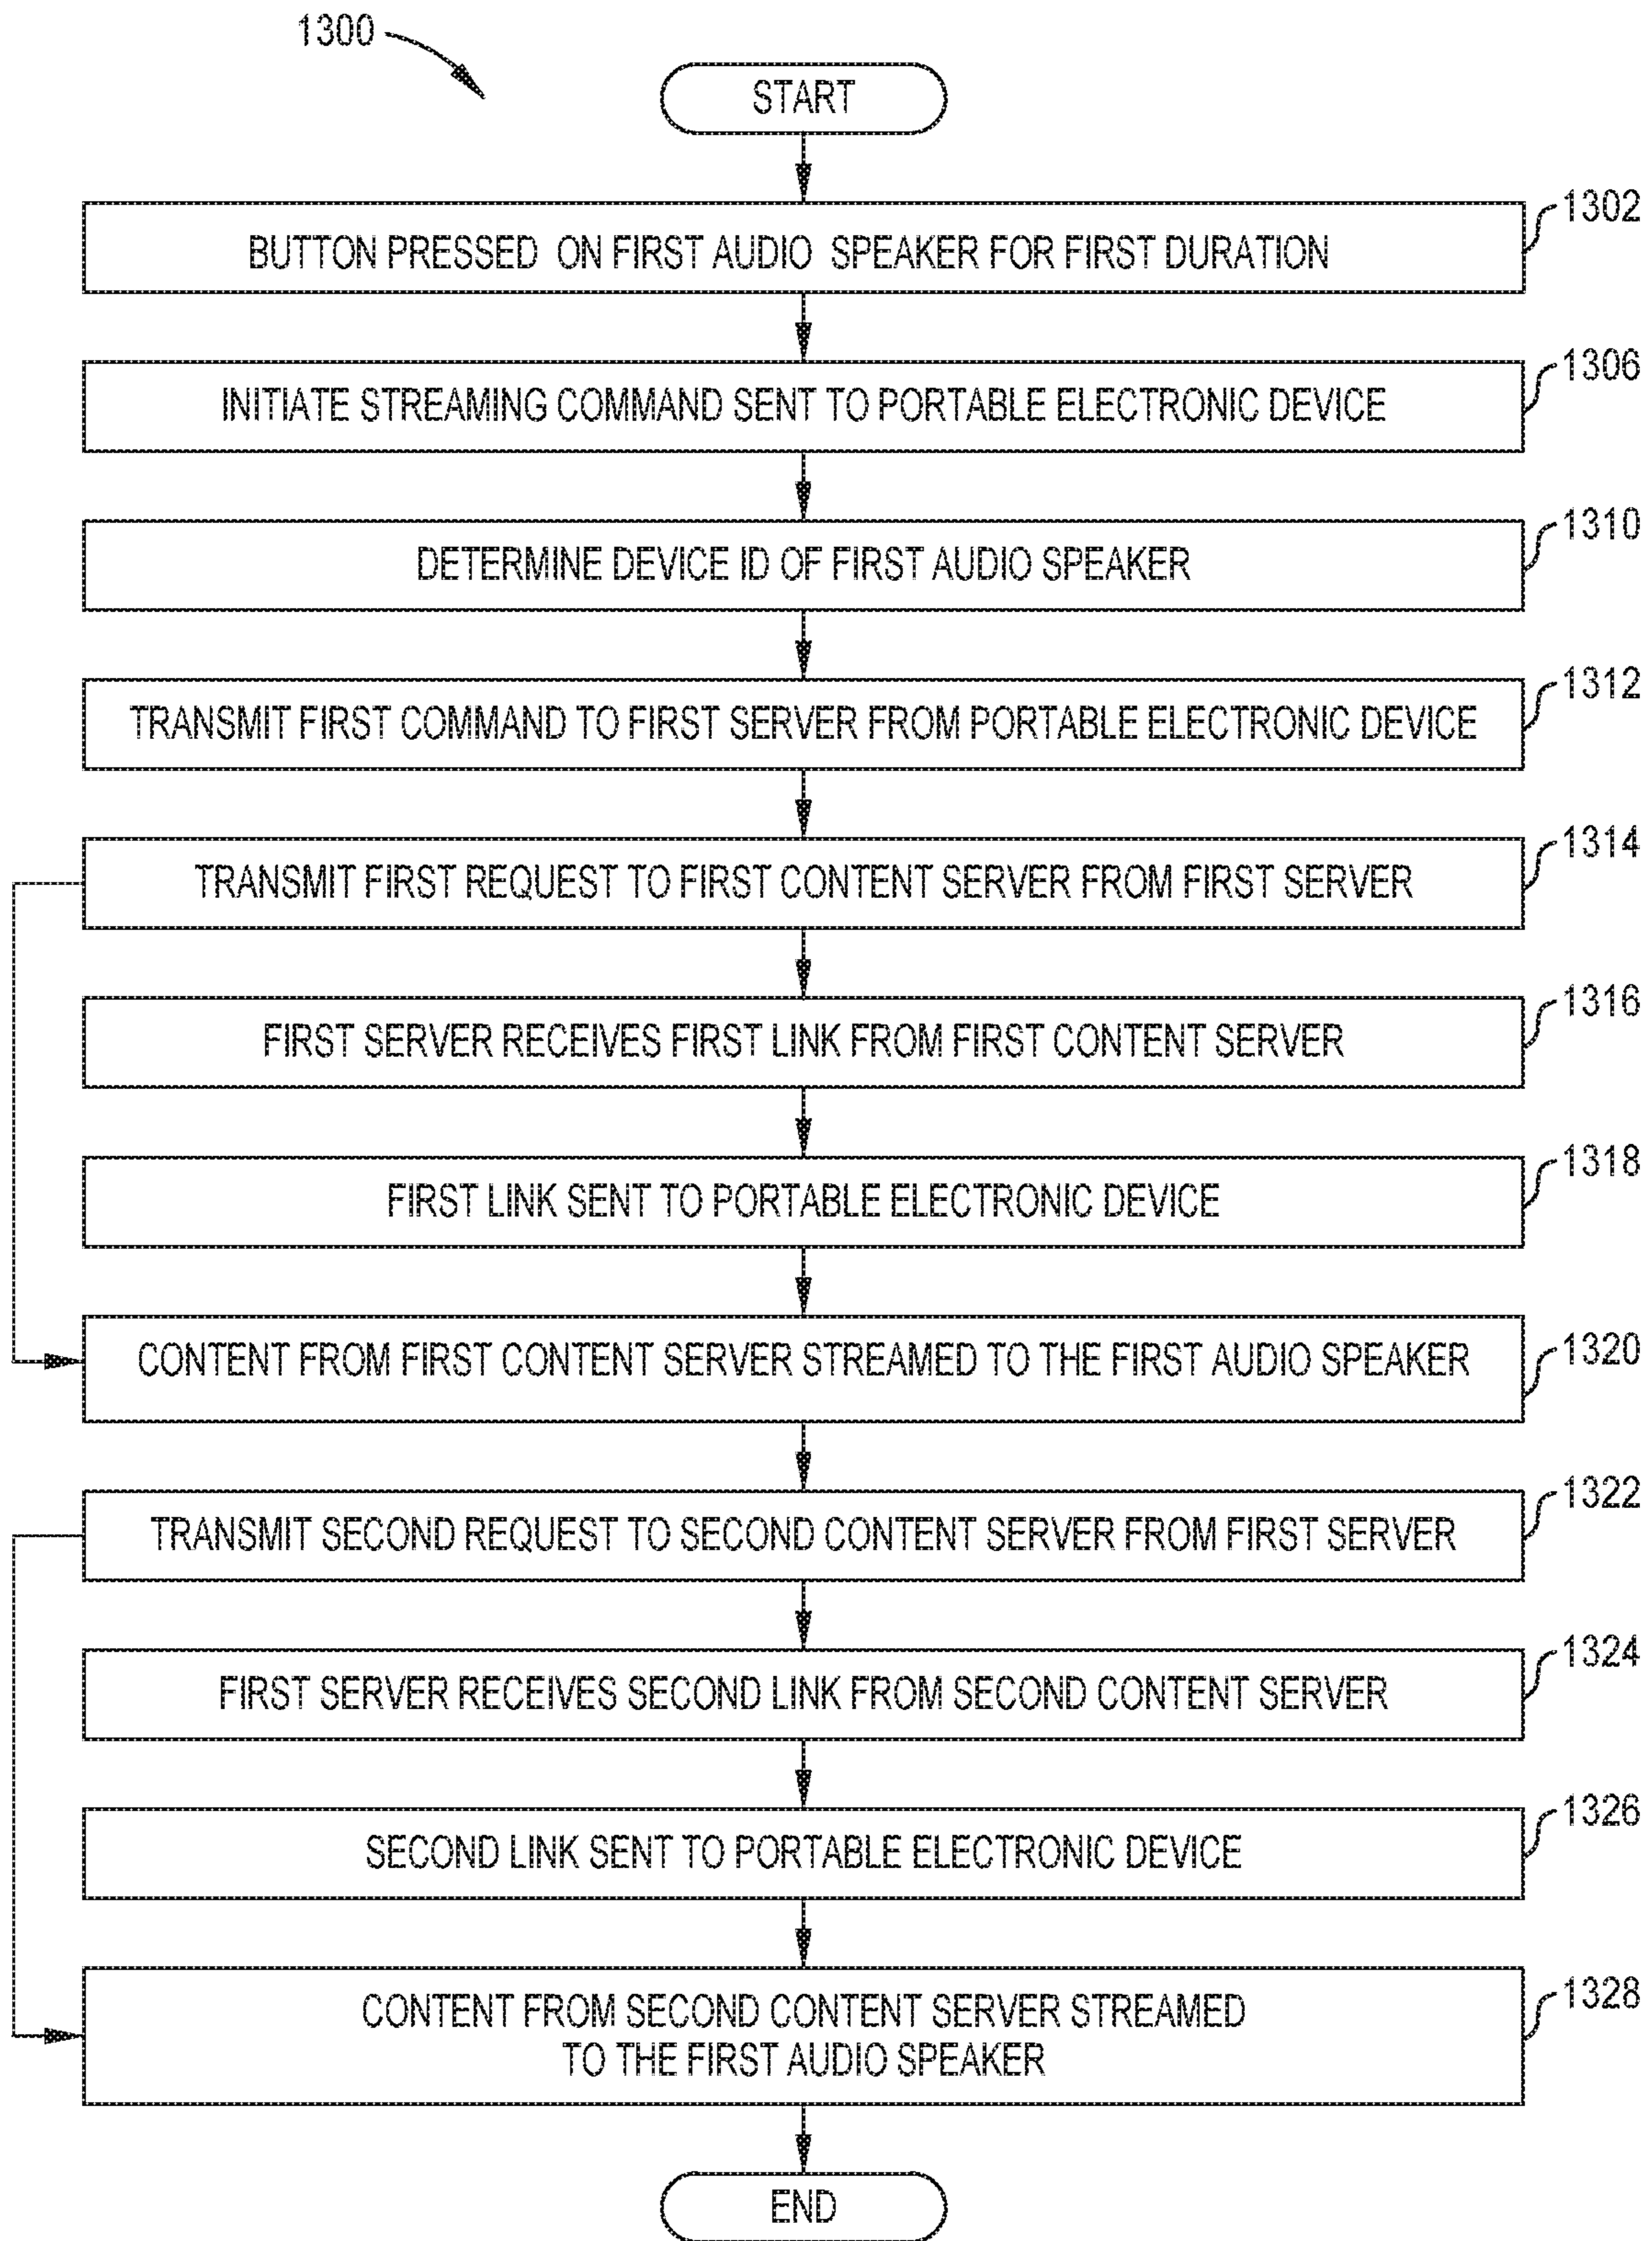 1300
START
1302
BUTTON PRESSED ON FIRST AUDIO SPEAKER FOR FIRST DURATION
1306
INITIATE STREAMING COMMAND SENT TO PORTABLE ELECTRONIC DEVICE
1310
DETERMINE DEVICE ID OF FIRST AUDIO SPEAKER
1312
TRANSMIT FIRST COMMAND TO FIRST SERVER FROM PORTABLE ELECTRONIC DEVICE
1314
TRANSMIT FIRST REQUEST TO FIRST CONTENT SERVER FROM FIRST SERVER
1316
FIRST SERVER RECEIVES FIRST LINK FROM FIRST CONTENT SERVER
1318
FIRST LINK SENT TO PORTABLE ELECTRONIC DEVICE
1320
CONTENT FROM FIRST CONTENT SERVER STREAMED TO THE FIRST AUDIO SPEAKER
1322
TRANSMIT SECOND REQUEST TO SECOND CONTENT SERVER FROM FIRST SERVER
1324
FIRST SERVER RECEIVES SECOND LINK FROM SECOND CONTENT SERVER
1326
SECOND LINK SENT TO PORTABLE ELECTRONIC DEVICE
1328
CONTENT FROM SECOND CONTENT SERVER STREAMED
TO THE FIRST AUDIO SPEAKER
END